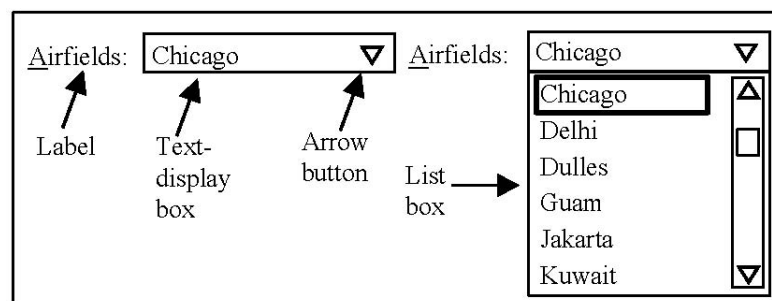 Airfields:
Chicago
Label
Text-
display
box
Arrow
button
Airfields:
Chicago
Chicago
Delhi
Dulles
Guam
Jakarta
Kuwait
List
box